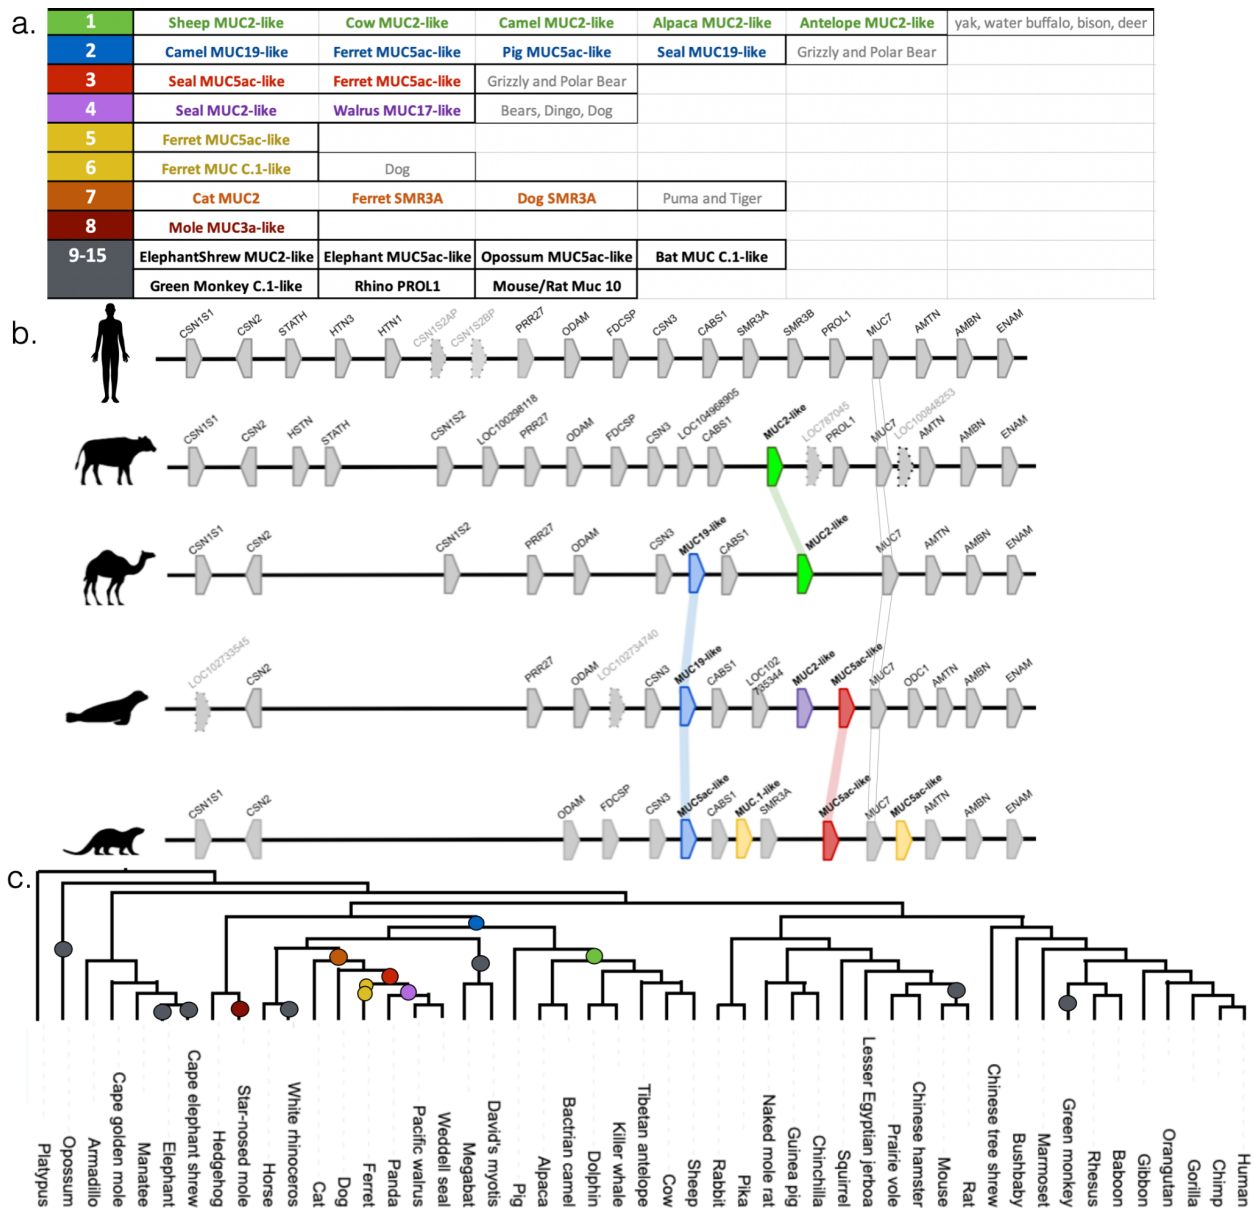 a.
1 Sheep MUC2-like Cow MUC2-like Camel MUC2-like Alpaca MUC2-like Antelope MUC2-like yak, water buffalo, bison, deer
2 Camel MUC19-like Ferret MUC5ac-like Pig MUC5ac-like Seal MUC19-like Grizzly and Polar Bear
3 Seal MUC5ac-like Ferret MUC5ac-like Grizzly and Polar Bear
4 Seal MUC2-like Walrus MUC17-like Bears, Dingo, Dog
5 Ferret MUC5ac-like
6 Ferret MUC C.1-like Dog
7 Cat MUC2 Ferret SMR3A Dog SMR3A Puma and Tiger
8 Mole MUC3a-like
9-15 ElephantShrew MUC2-like Elephant MUC5ac-like Opossum MUC5ac-like Bat MUC C.1-like
Green Monkey C.1-like Rhino PROL1 Mouse/Rat Muc 10
b.
CSN1S1 CSN2 STATH HTN3 HTN1 CSN1S2AP CSN1S2BP PRR27 ODAM FDCSP CSN3 CABS1 SMR3A SMR3B PROL1 MUC7 AMTN AMBN ENAM
CSN1S1 CSN2 HSTN STATH CSN1S2 LOC100298118 PRR27 ODAM FDCSP CSN3 LOC104968905 CABS1 MUC2-like LOC787045 PROL1 MUC7 LOC100848253 AMTN AMBN ENAM
CSN1S1 CSN2 CSN1S2 PRR27 ODAM CSN3 MUC19-like CABS1 MUC2-like MUC7 AMTN AMBN ENAM
LOC102733545 CSN2 PRR27 ODAM LOC102734740 CSN3 MUC19-like CABS1 LOC102 735344 MUC2-like MUC5ac-like MUC7 ODC1 AMTN AMBN ENAM
CSN1S1 CSN2 ODAM FDCSP CSN3 MUC5ac-like CABS1 MUC.1-like SMR3A MUC5ac-like MUC7 MUC5ac-like AMTN AMBN ENAM
c.
Platypus
Opossum
Armadillo
Cape golden mole
Manatee
Elephant
Cape elephant shrew
Hedgehog
Star-nosed mole
Horse
White rhinoceros
Cat
Dog
Ferret
Panda
Pacific walrus
Weddell seal
Megabat
David's myotis
Pig
Alpaca
Bactrian camel
Dolphin
Killer whale
Tibetan antelope
Cow
Sheep
Rabbit
Pika
Naked mole rat
Guinea pig
Chinchilla
Squirrel
Lesser Egyptian jerboa
Prairie vole
Chinese hamster
Mouse
Rat
Chinese tree shrew
Bushbaby
Marmoset
Green monkey
Rhesus
Baboon
Gibbon
Orangutan
Gorilla
Chimp
Human